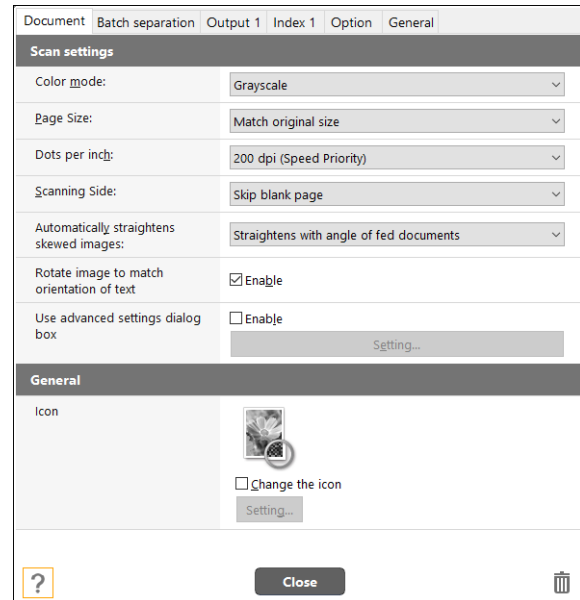 Document Batch separation Output 1 Index 1 Option General
Scan settings
Color mode: Grayscale
Page Size: Match original size
Dots per inch: 200 dpi (Speed Priority)
Scanning Side: Skip blank page
Automatically straightens
skewed images: Straightens with angle of fed documents
Rotate image to match
orientation of text Enable
Use advanced settings dialog
box Enable
Setting...
General
Icon
Change the icon
Setting...
? Close